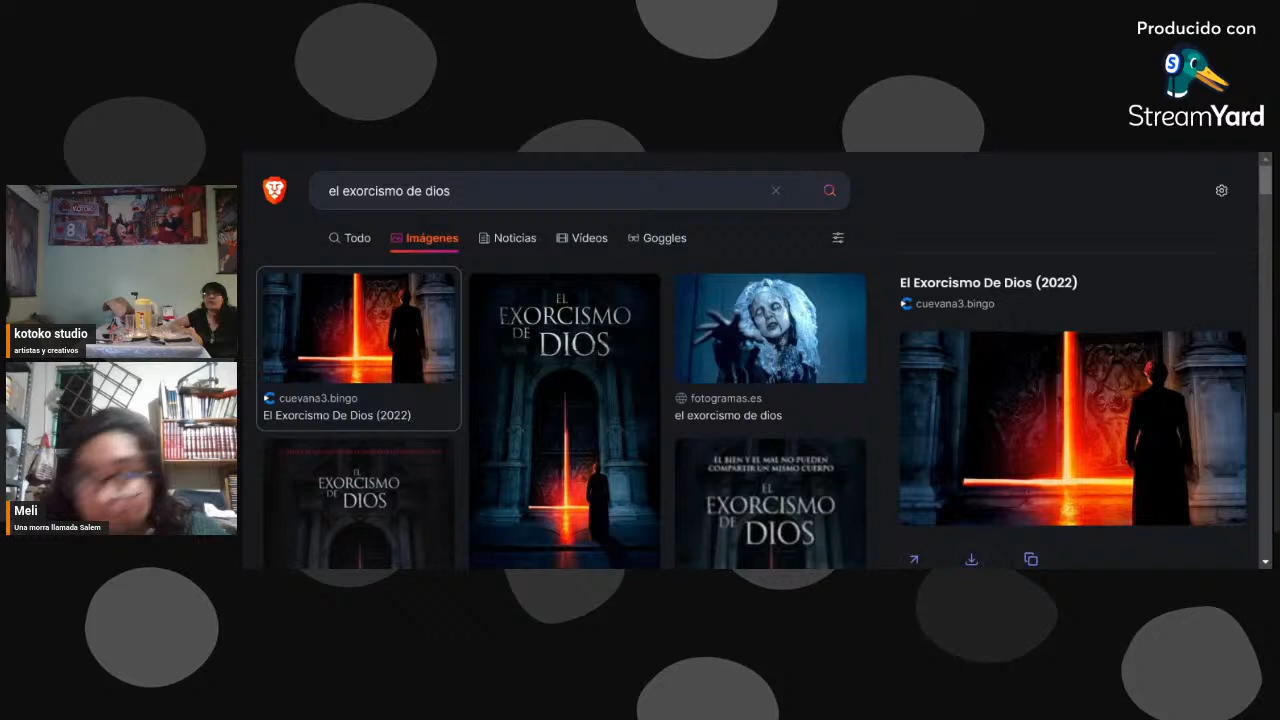 Producido con
StreamYard
el exorcismo de dios
Todo
Imágenes
Noticias
Vídeos
Goggles
cuevana3.bingo
El Exorcismo De Dios (2022)
EL
EXORCISMO
DE DIOS
fotogramas.es
el exorcismo de dios
EL
EXORCISMO
DE DIOS
EL BIEN Y EL MAL NO PUEDEN
COMPARTIR UN MISMO CUERPO
EL
EXORCISMO
DE DIOS
El Exorcismo De Dios (2022)
cuevana3.bingo
8
kotoko studio
artistas y creativos
Meli
Una morra llamada Salem